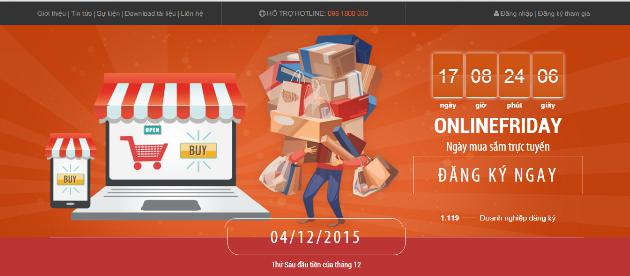 Giới thiệu | Tin tức | Sự kiện | Download tài liệu | Liên hệ
HỖ TRỢ HOTLINE: 098 1800 333
Đăng nhập | Đăng ký tham gia
17 08 24 06
ngày giờ phút giây
ONLINEFRIDAY
Ngày mua sắm trực tuyến
OPEN
BUY
BUY
ĐĂNG KÝ NGAY
1.119 Doanh nghiệp đăng ký
04/12/2015
Thứ Sáu đầu tiên của tháng 12